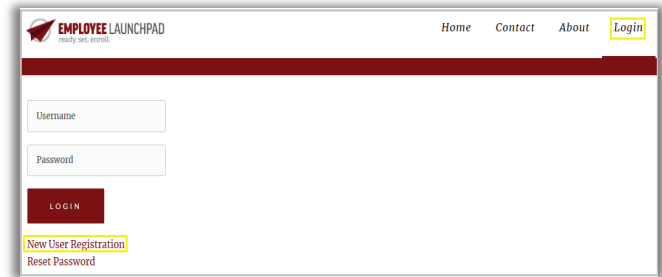 EMPLOYEE LAUNCHPAD
ready. set. enroll.
Home Contact About Login
Username
Password
LOGIN
New User Registration
Reset Password